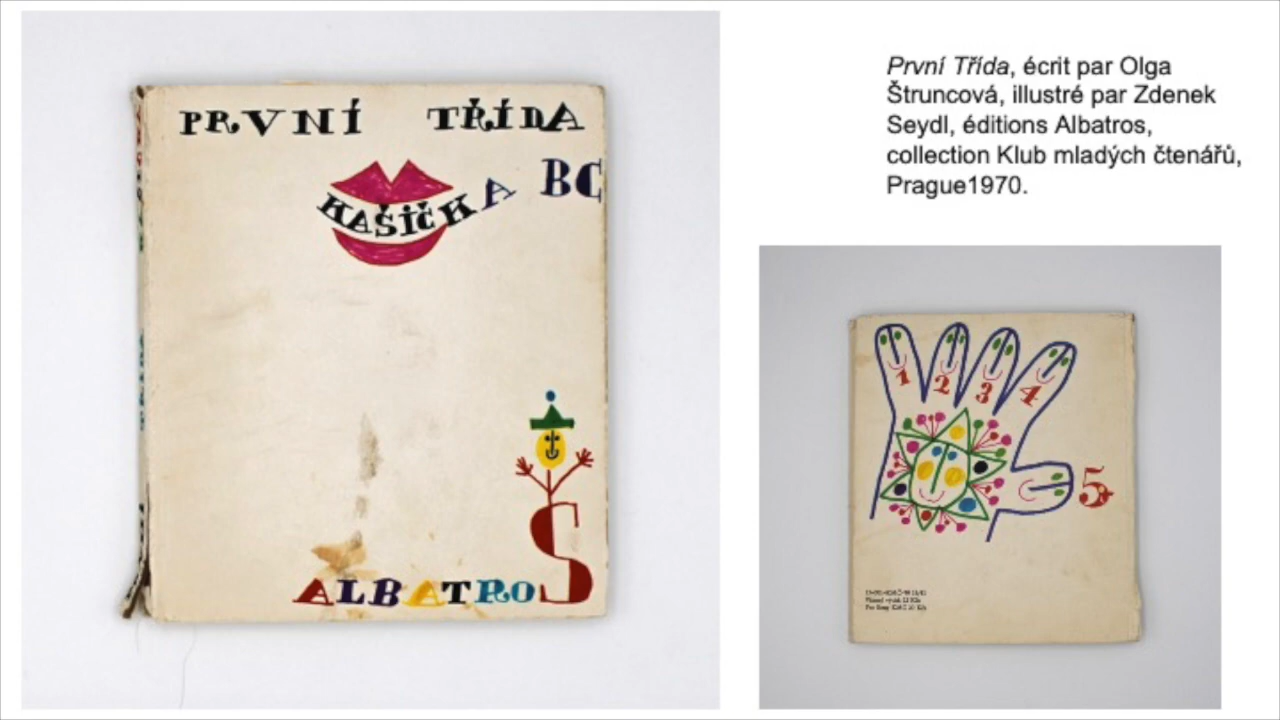 PRVNÍ TŘÍDA
KAŠIČKA BC
ALBATROS
První Třída, écrit par Olga
Štruncová, illustré par Zdenek
Seydl, éditions Albatros,
collection Klub mladých čtenářů,
Prague1970.
1 2 3 4
5